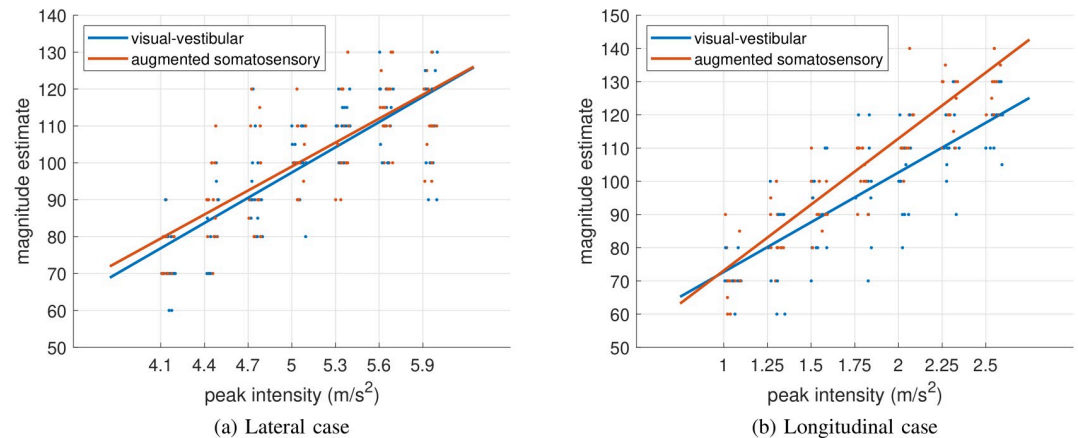 140
130
120
110
100
90
80
70
60
50
magnitude estimate
visual-vestibular
augmented somatosensory
4.1 4.4 4.7 5 5.3 5.6 5.9
peak intensity (m/s²)
(a) Lateral case
150
140
130
120
110
100
90
80
70
60
50
magnitude estimate
visual-vestibular
augmented somatosensory
1 1.25 1.5 1.75 2 2.25 2.5
peak intensity (m/s²)
(b) Longitudinal case